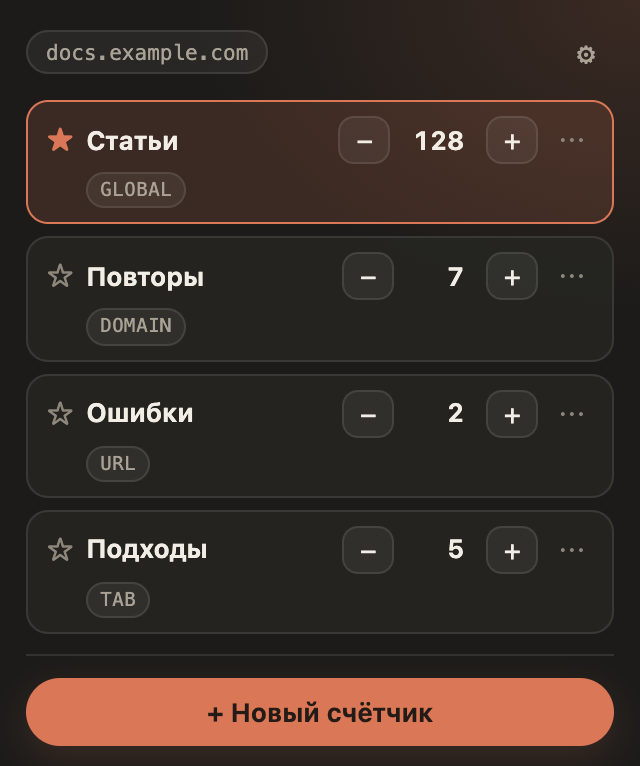 docs.example.com
Статьи − 128 + ···
GLOBAL
Повторы − 7 + ···
DOMAIN
Ошибки − 2 + ···
URL
Подходы − 5 + ···
TAB
+ Новый счётчик